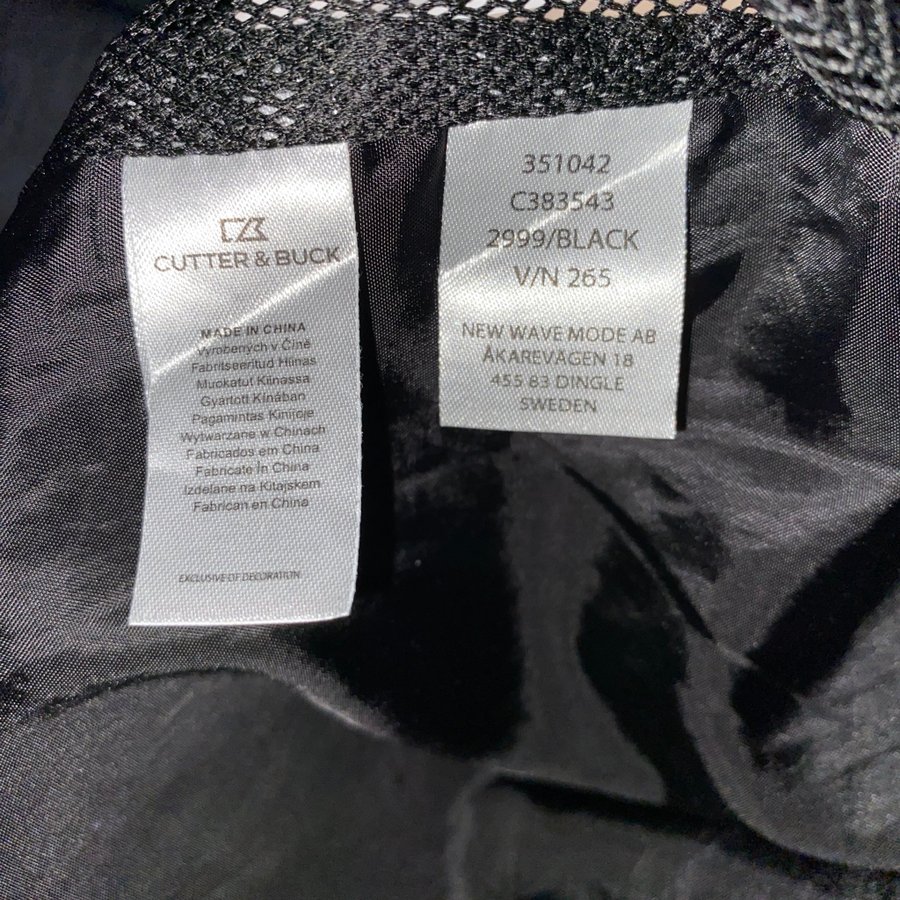 CUTTER & BUCK
MADE IN CHINA
Vyrobených v Číně
Fabritseeritud Hiinas
Muokatut Kiinassa
Gyártott Kínában
Pagamintas Kinijoje
Wytwarzane w Chinach
Fabricados em China
Fabricate În China
Izdelane na Kitajskem
Fabrican en China
EXCLUSIVE OF DECORATION
351042
C383543
2999/BLACK
V/N 265
NEW WAVE MODE AB
ÅKAREVÄGEN 18
455 83 DINGLE
SWEDEN